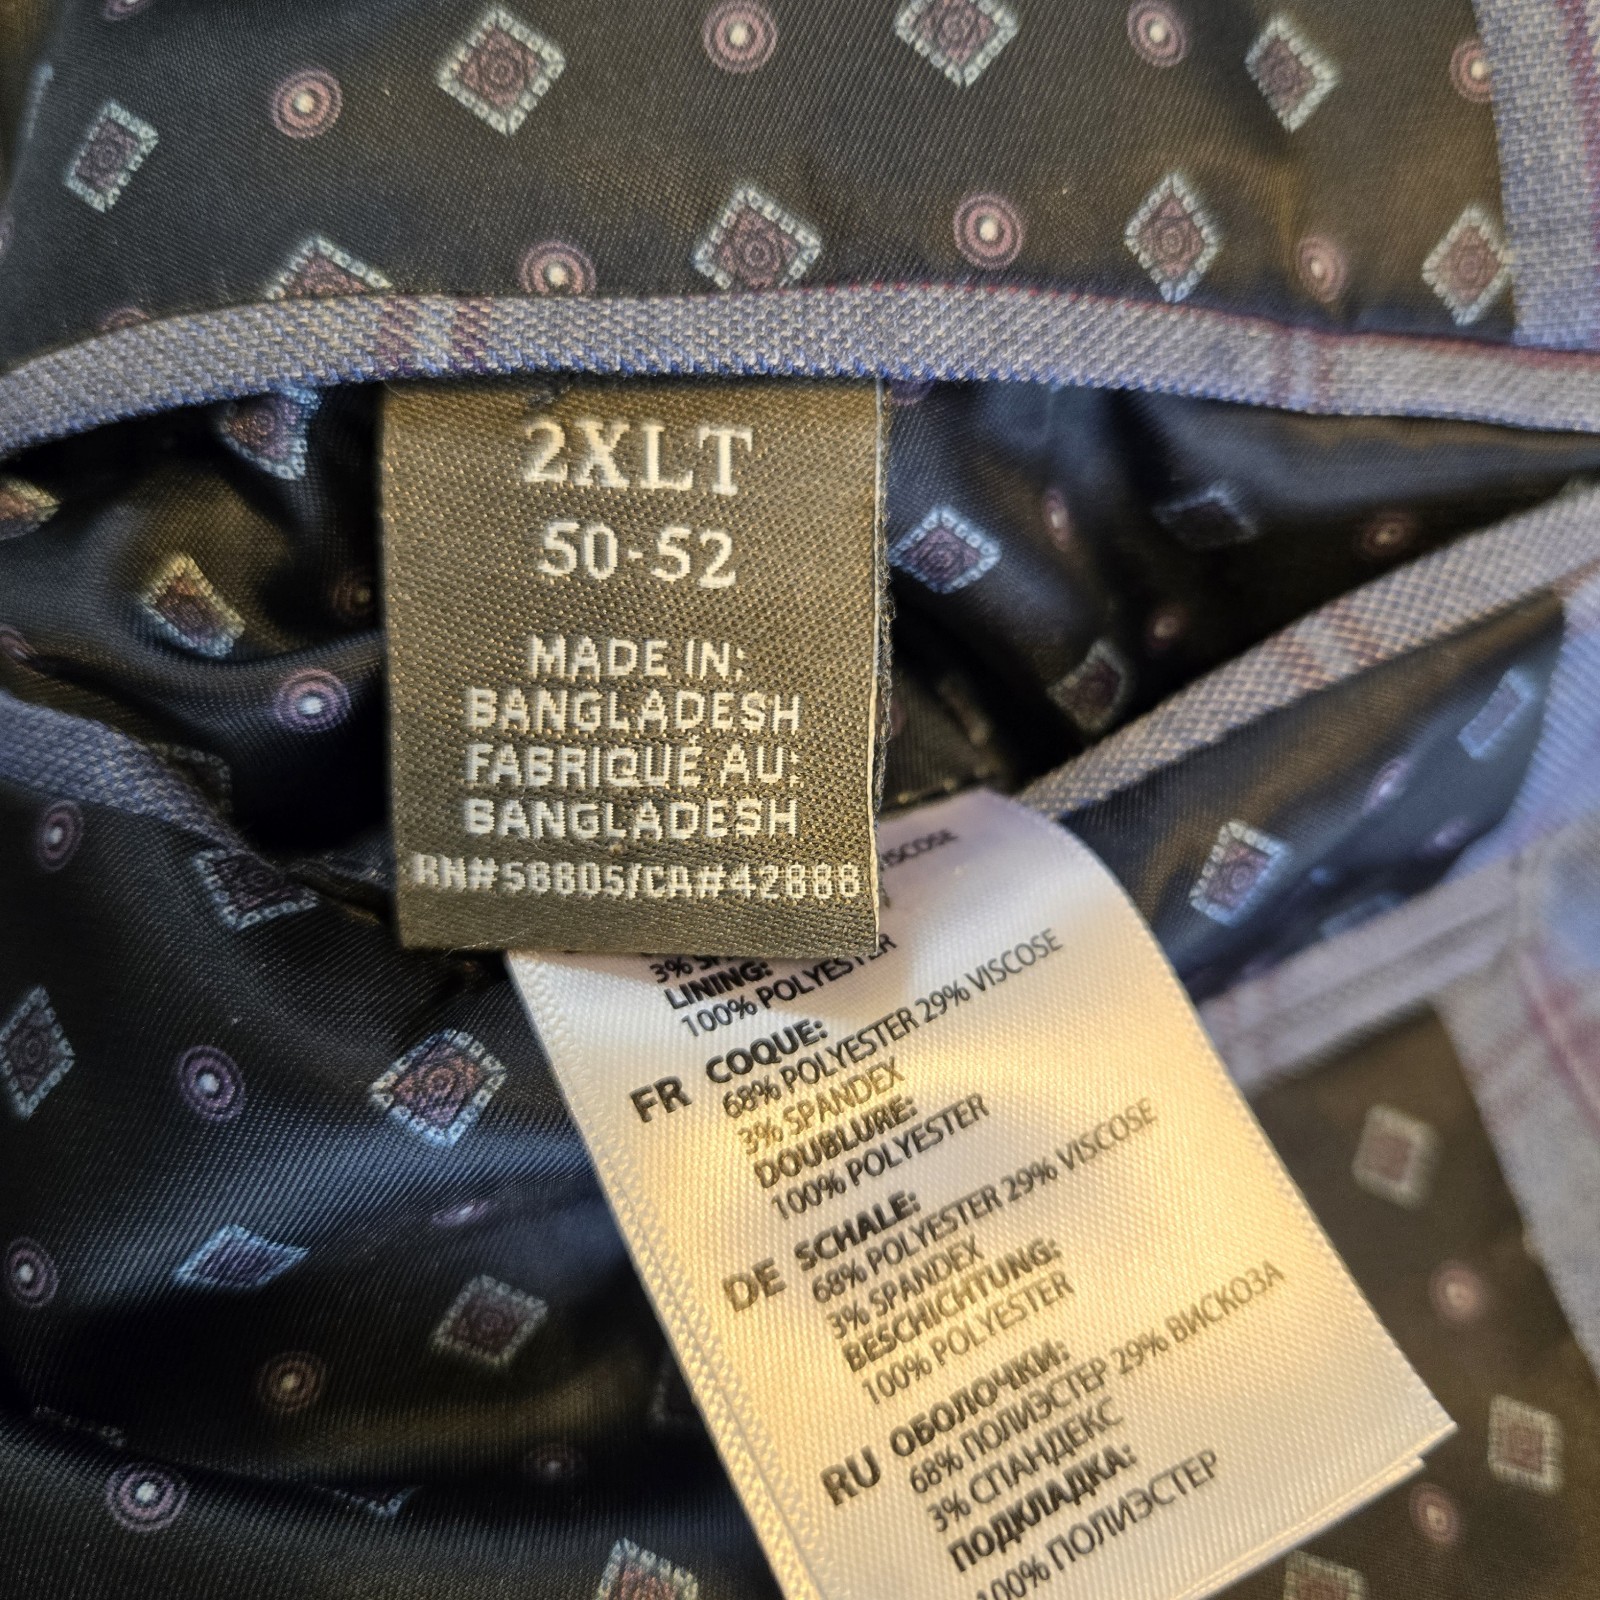 2XLT
50-52
MADE IN:
BANGLADESH
FABRIQUÉ AU:
BANGLADESH
RN#58805/CA#42888
VISCOSE
3%
LINING:
100% POLYESTER
FR COQUE:
68% POLYESTER 29% VISCOSE
3% SPANDEX
DOUBLURE:
100% POLYESTER
DE SCHALE:
68% POLYESTER 29% VISCOSE
3% SPANDEX
BESCHICHTUNG:
100% POLYESTER
RU ОБОЛОЧКИ:
68% ПОЛИЭСТЕР 29% ВИСКОЗА
3% СПАНДЕКС
ПОДКЛАДКА:
100% ПОЛИЭСТЕР